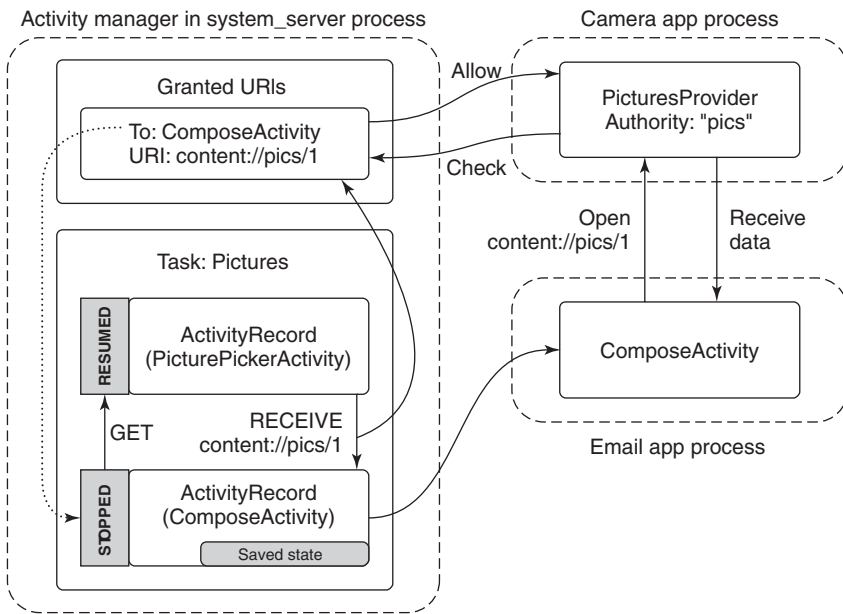 Activity manager in system_server process
Granted URIs
To: ComposeActivity
URI: content://pics/1
Task: Pictures
RESUMED
ActivityRecord
(PicturePickerActivity)
GET
RECEIVE
content://pics/1
STOPPED
ActivityRecord
(ComposeActivity)
Saved state
Allow
Check
Camera app process
PicturesProvider
Authority: "pics"
Open
content://pics/1
Receive
data
ComposeActivity
Email app process